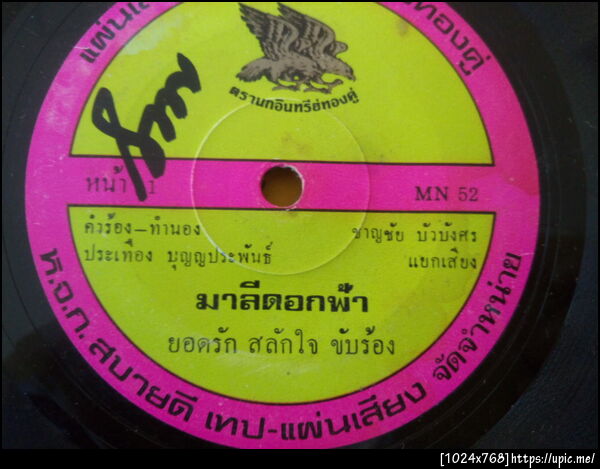 แผ่นเสียง
ทองคู่
ตรานกอินทรีย์ทองคู่
หน้า 1
MN 52
คำร้อง-ทำนอง
ชาญชัย บัวบังศร
ประเทือง บุญญประพันธ์
แยกเสียง
มาลีดอกฟ้า
ยอดรัก สลักใจ ขับร้อง
ห.จ.ก. สบายดี เทป-แผ่นเสียง จัดจำหน่าย
[1024x768]https://upic.me/